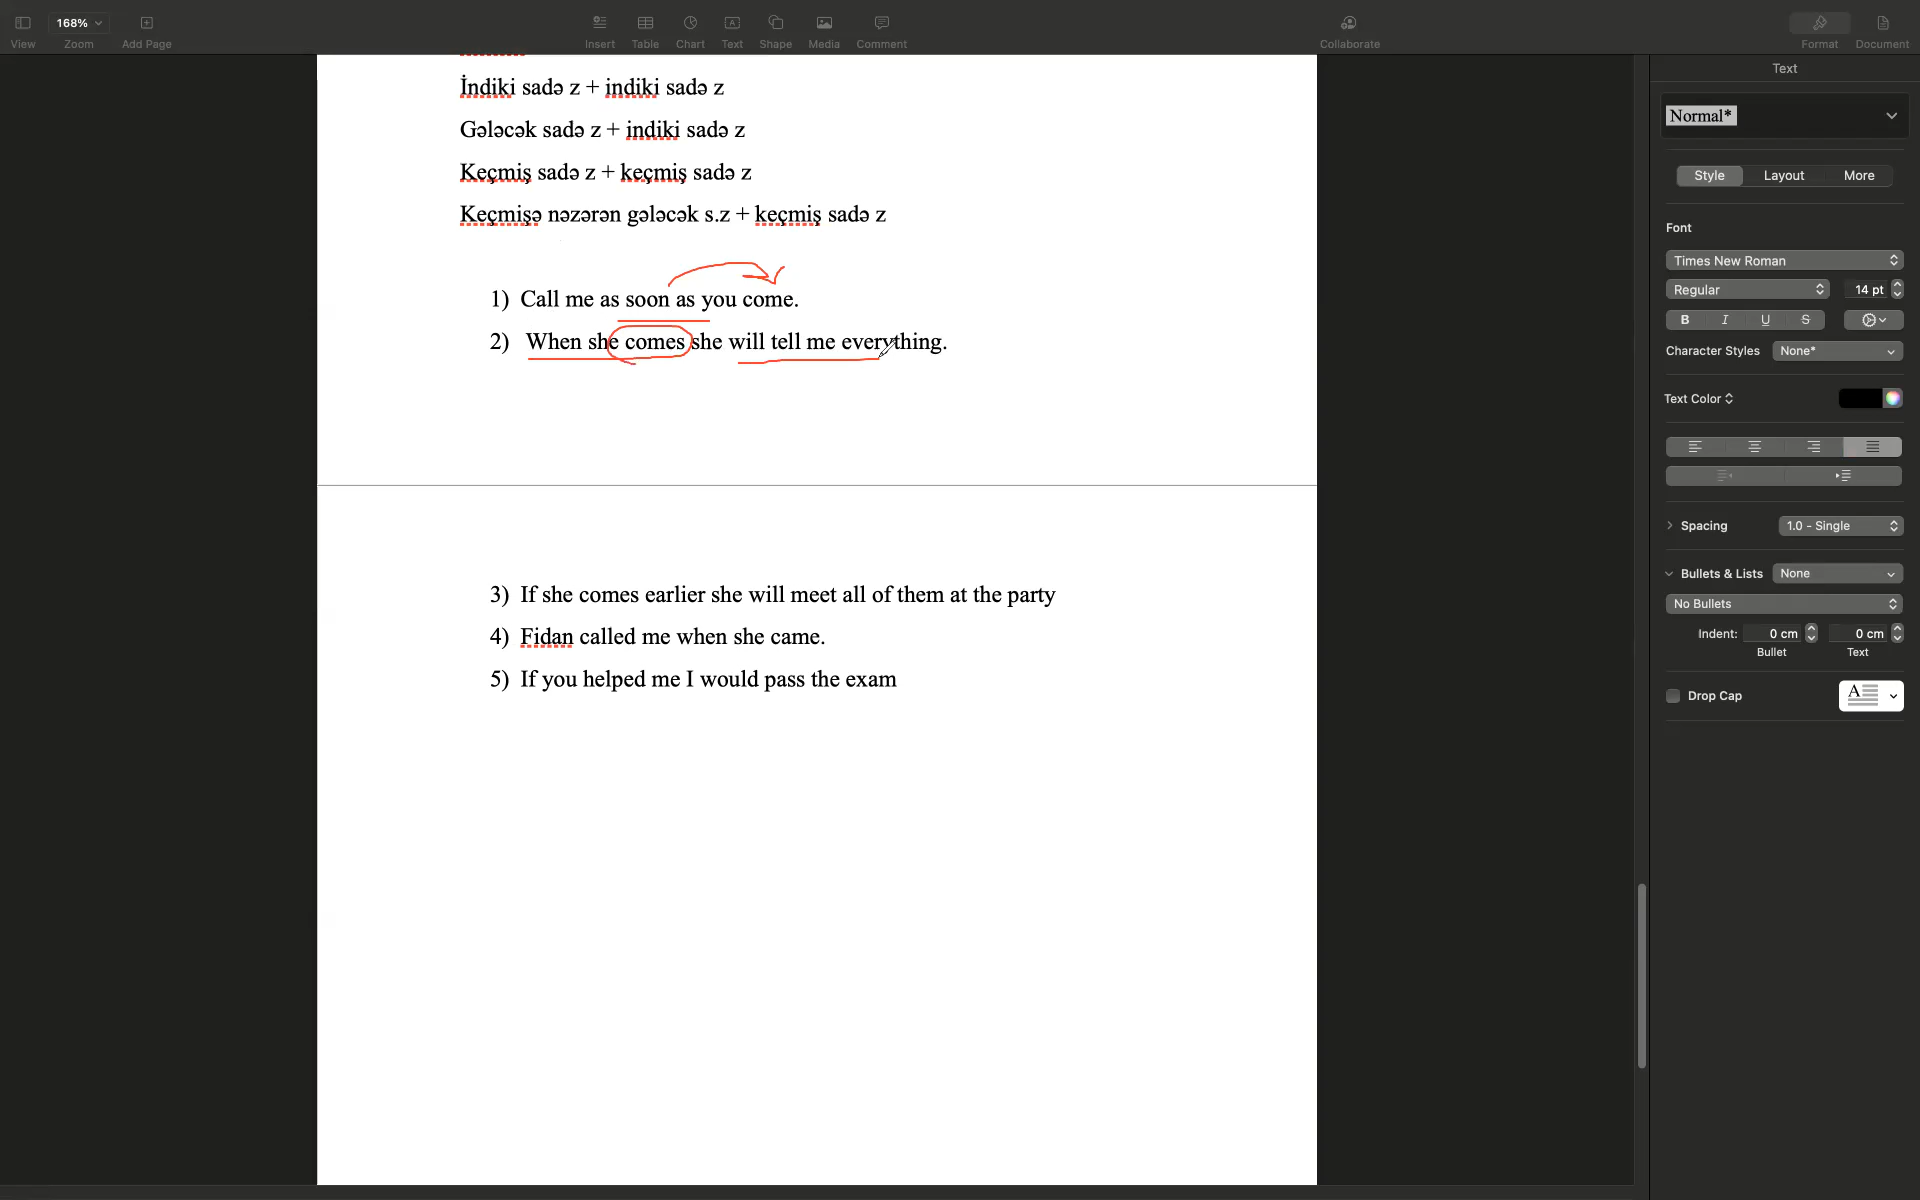 168%
View
Zoom
Add Page
Insert
Table
Chart
Text
Shape
Media
Comment
Collaborate
Format
Document
İndiki sadə z + indiki sadə z
Gələcək sadə z + indiki sadə z
Keçmiş sadə z + keçmiş sadə z
Keçmişə nəzərən gələcək s.z + keçmiş sadə z
1) Call me as soon as you come.
2) When she comes she will tell me everything.
3) If she comes earlier she will meet all of them at the party
4) Fidan called me when she came.
5) If you helped me I would pass the exam
Text
Normal*
Style Layout More
Font
Times New Roman
Regular 14 pt
B I U S
Character Styles None*
Text Color
Spacing 1.0 - Single
Bullets & Lists None
No Bullets
Indent: 0 cm 0 cm
Bullet Text
Drop Cap A